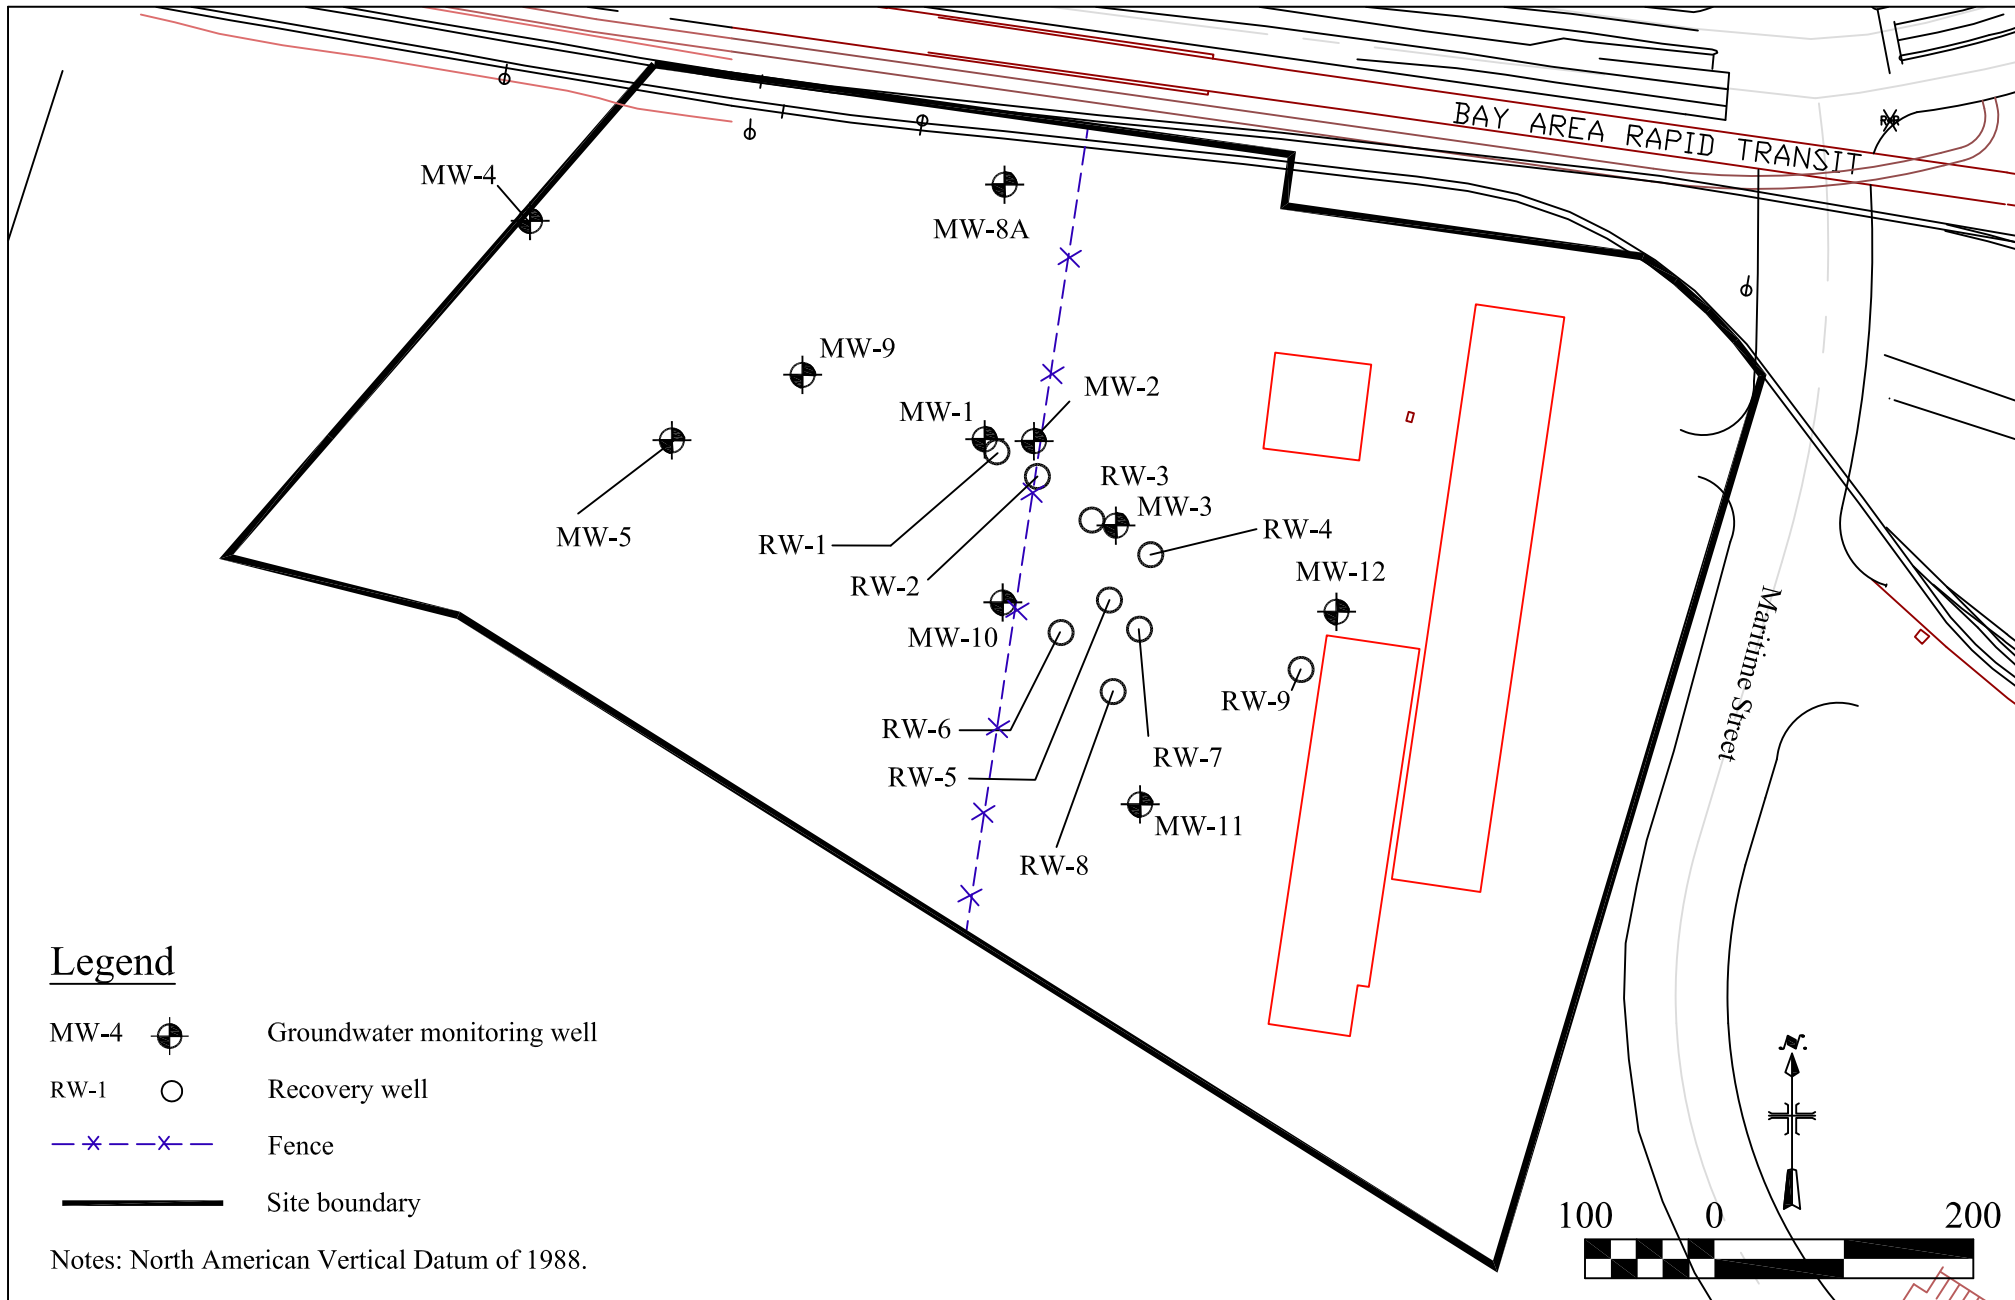 BAY AREA RAPID TRANSIT
MW-4
MW-8A
MW-9
MW-2
MW-1
RW-3
MW-3
MW-5
RW-1
RW-4
RW-2
MW-12
MW-10
Maritime Street
RW-9
RW-6
RW-7
RW-5
MW-11
RW-8
Legend
MW-4 Groundwater monitoring well
RW-1 Recovery well
Fence
Site boundary
Notes: North American Vertical Datum of 1988.
N.
100 0 200